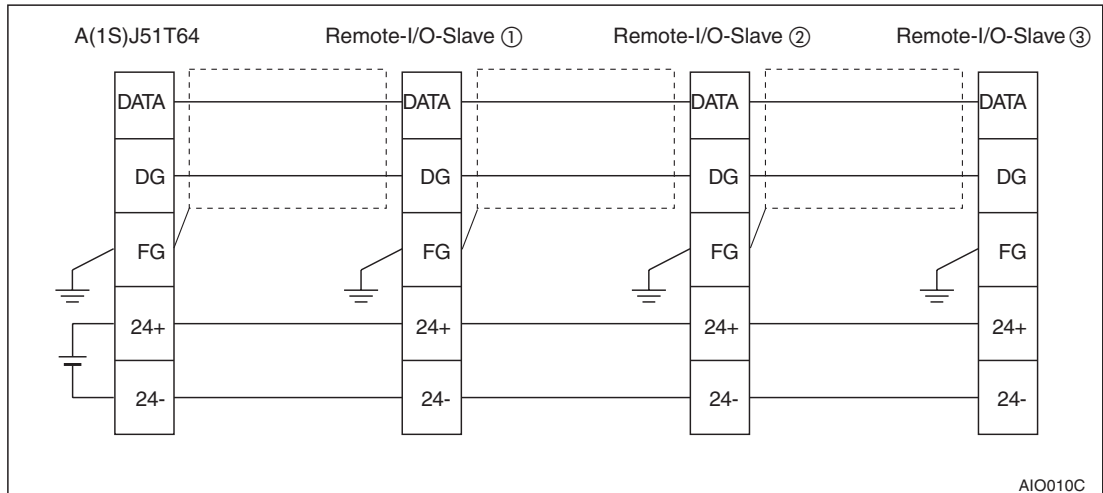 A(1S)J51T64 Remote-I/O-Slave ① Remote-I/O-Slave ② Remote-I/O-Slave ③
DATA DATA DATA DATA
DG DG DG DG
FG FG FG FG
24+ 24+ 24+ 24+
24- 24- 24- 24-
AIO010C